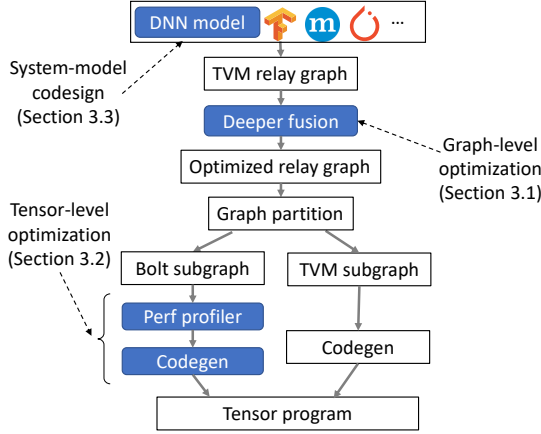 DNN model
m
...
System-model
codesign
(Section 3.3)
TVM relay graph
Deeper fusion
Graph-level
optimization
(Section 3.1)
Optimized relay graph
Graph partition
Tensor-level
optimization
(Section 3.2)
Bolt subgraph
TVM subgraph
Perf profiler
Codegen
Codegen
Tensor program